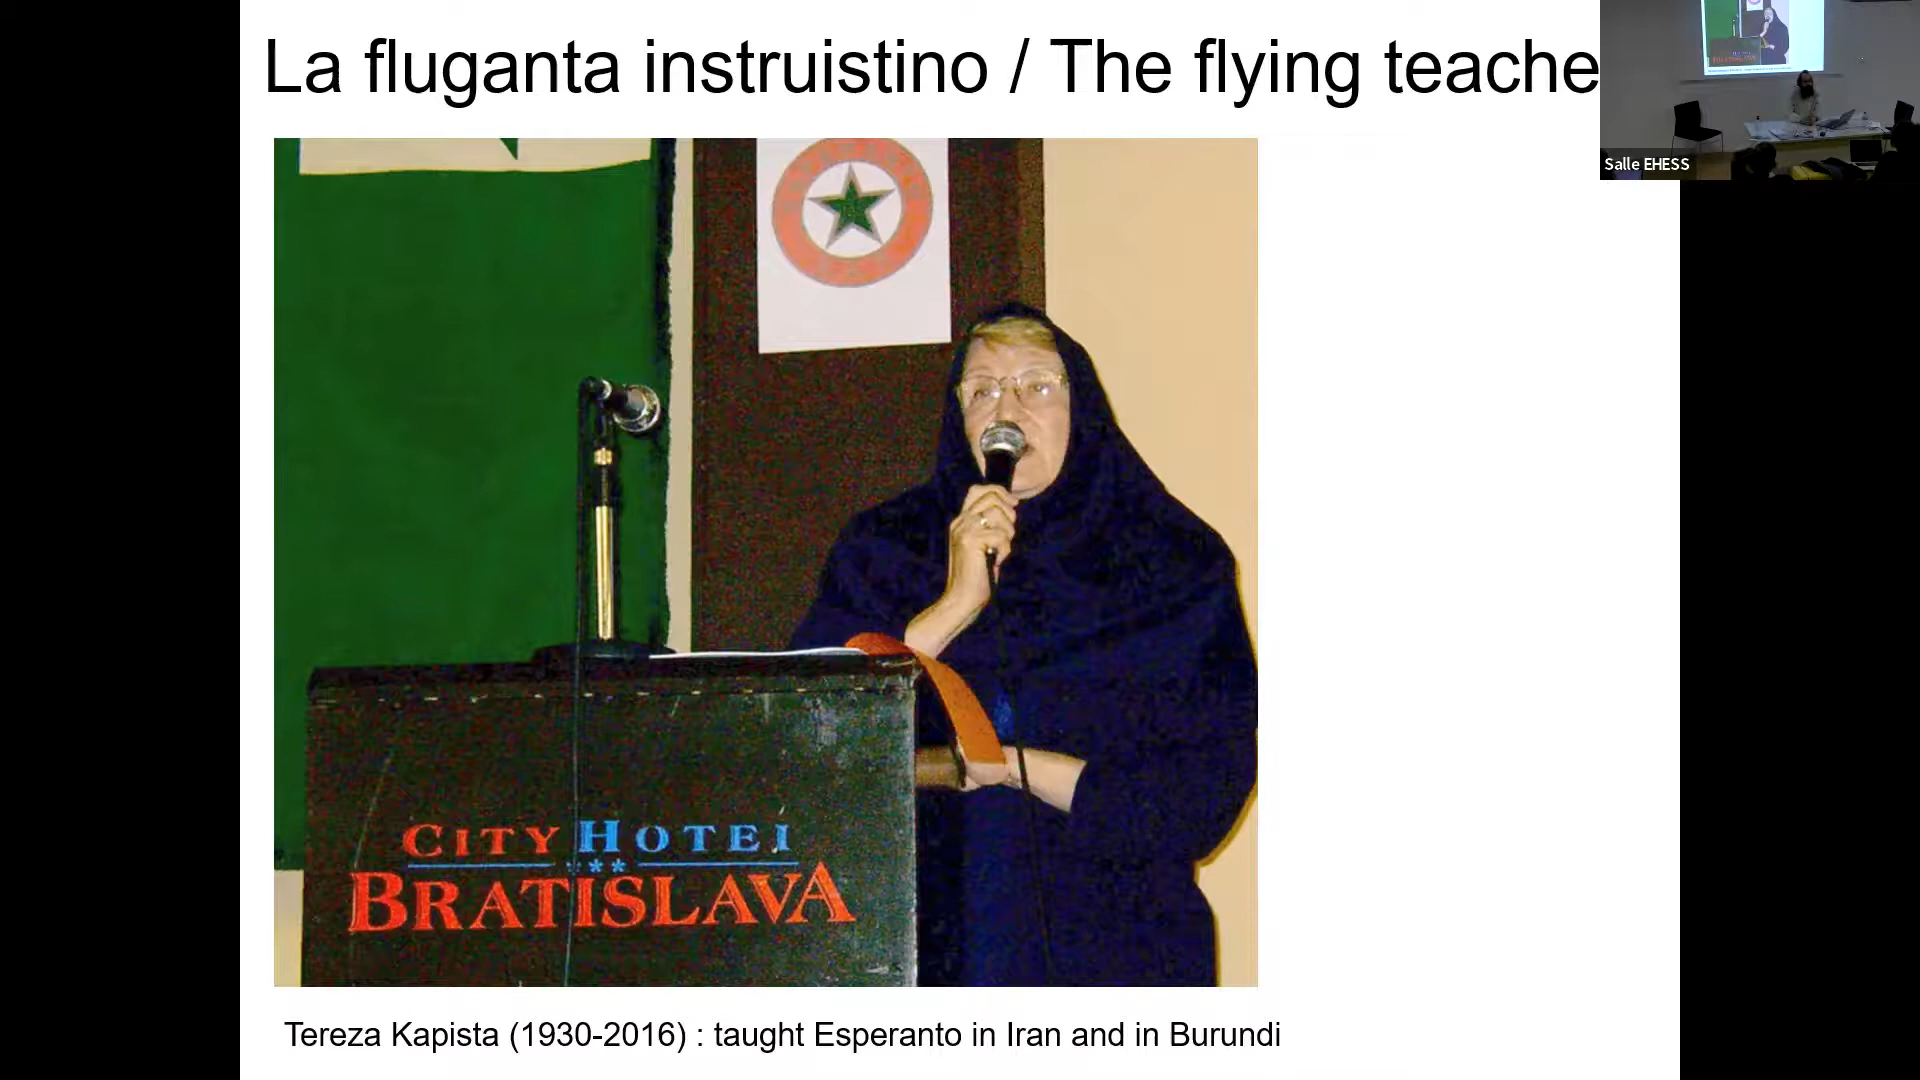 La fluganta instruistino / The flying teache
Salle EHESS
CITY HOTEL
***
BRATISLAVA
Tereza Kapista (1930-2016) : taught Esperanto in Iran and in Burundi